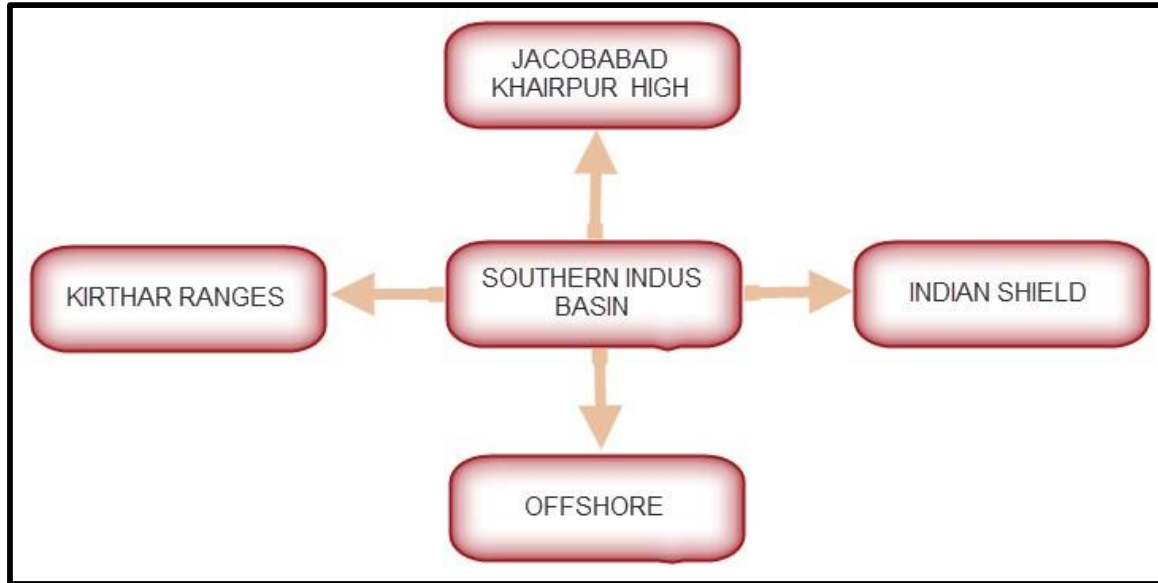 JACOBABAD
KHAIRPUR HIGH
KIRTHAR RANGES
SOUTHERN INDUS
BASIN
INDIAN SHIELD
OFFSHORE